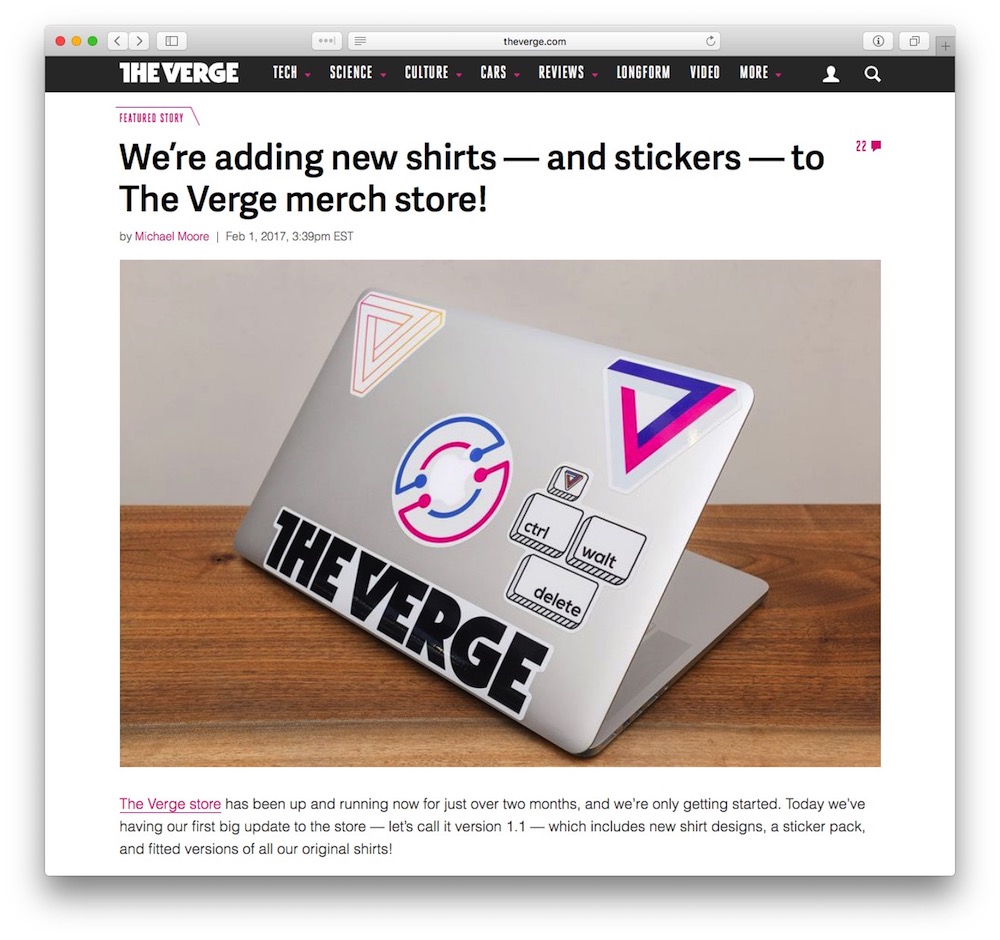 theverge.com
THE VERGE TECH SCIENCE CULTURE CARS REVIEWS LONGFORM VIDEO MORE
FEATURED STORY
We're adding new shirts — and stickers — to
The Verge merch store!
22
by Michael Moore | Feb 1, 2017, 3:39pm EST
ctrl
walt
delete
THE VERGE
The Verge store has been up and running now for just over two months, and we're only getting started. Today we've
having our first big update to the store — let's call it version 1.1 — which includes new shirt designs, a sticker pack,
and fitted versions of all our original shirts!